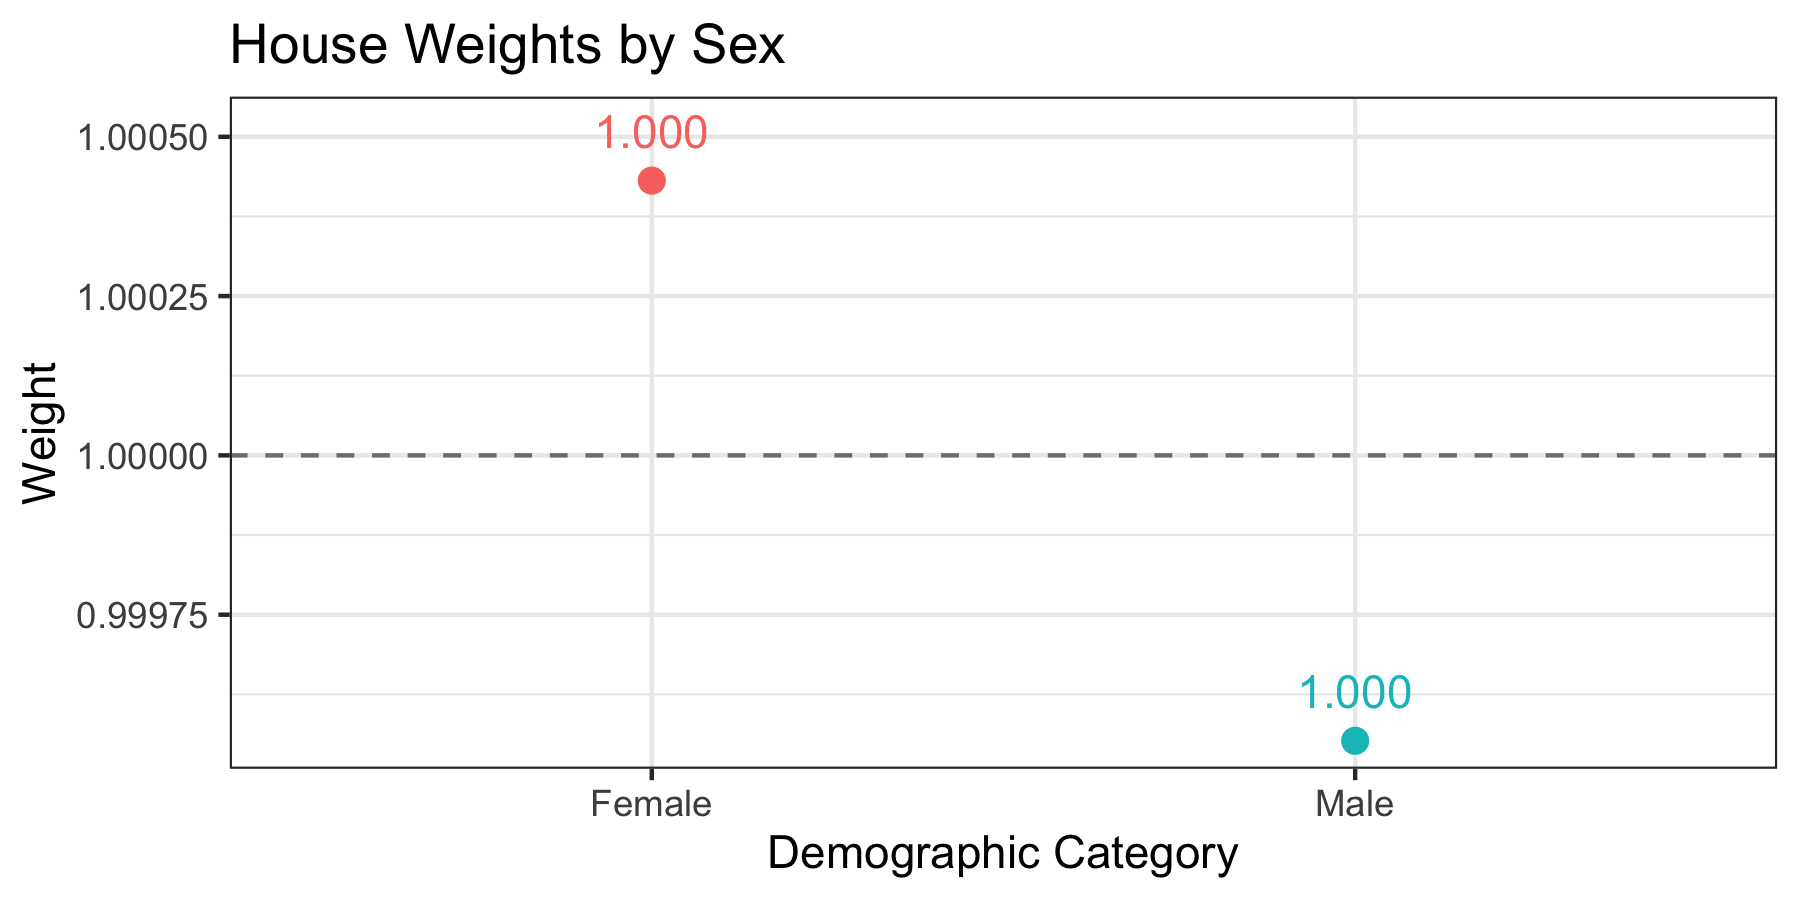 House Weights by Sex
1.00050
1.000
1.00025
Weight
1.00000
0.99975
1.000
Female
Male
Demographic Category